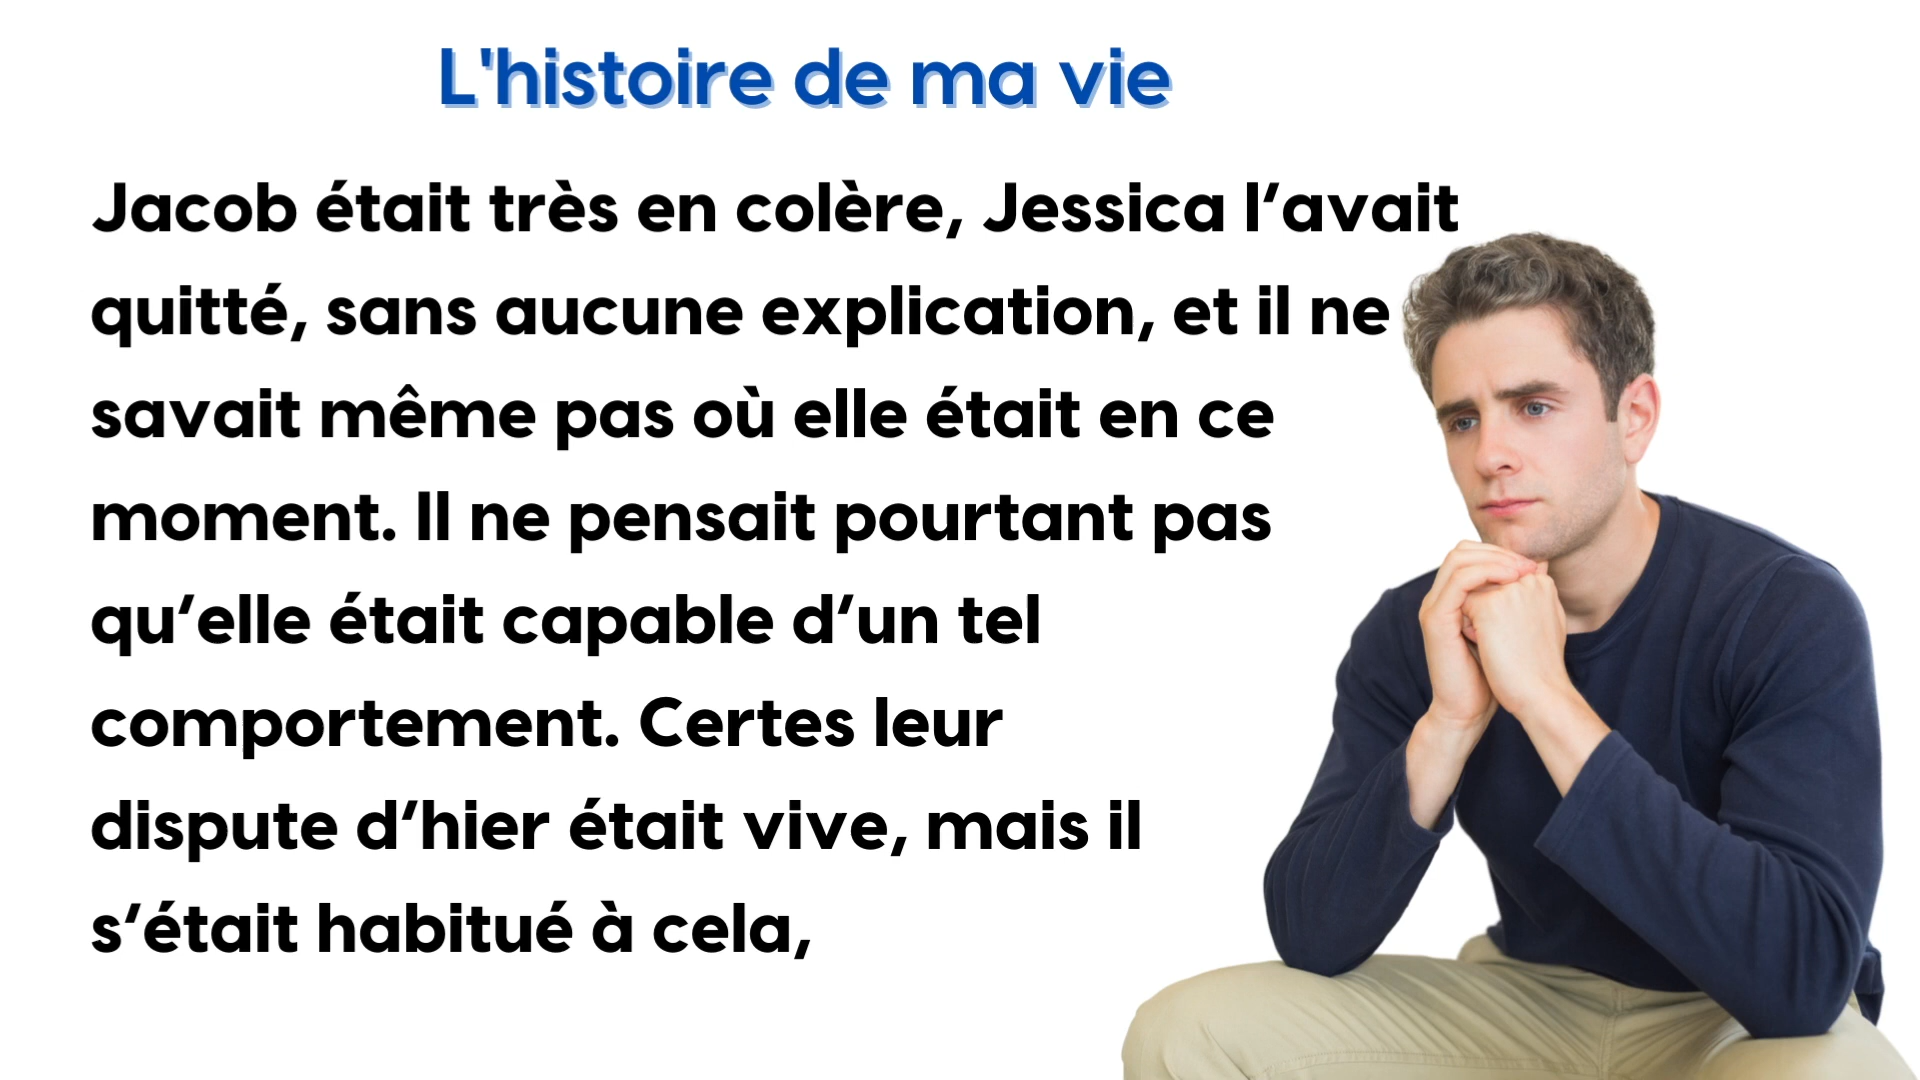 L'histoire de ma vie
Jacob était très en colère, Jessica l’avait
quitté, sans aucune explication, et il ne
savait même pas où elle était en ce
moment. Il ne pensait pourtant pas
qu’elle était capable d’un tel
comportement. Certes leur
dispute d’hier était vive, mais il
s’était habitué à cela,